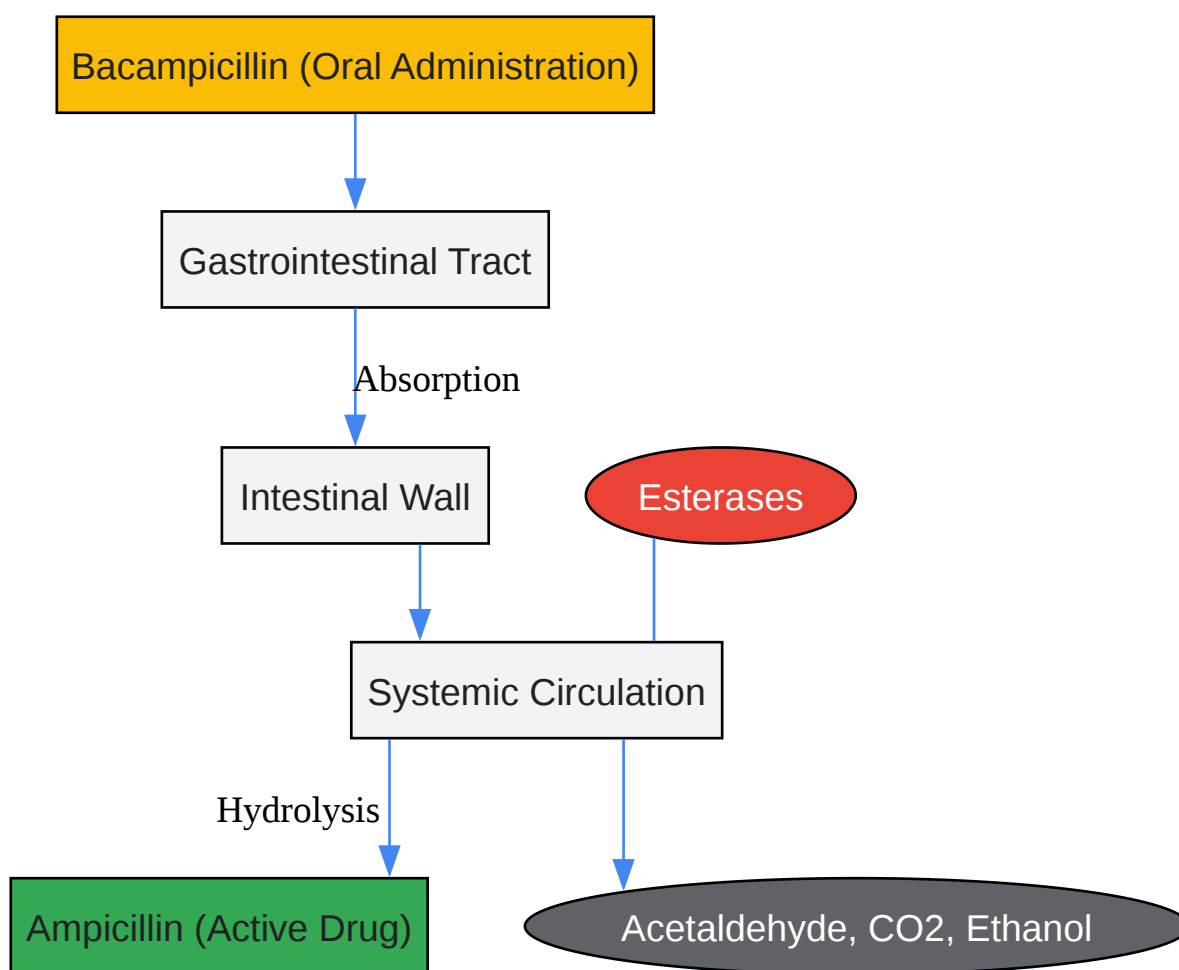 Bacampicillin (Oral Administration)
Gastrointestinal Tract
Absorption
Intestinal Wall
Esterases
Systemic Circulation
Hydrolysis
Ampicillin (Active Drug)
Acetaldehyde, CO2, Ethanol